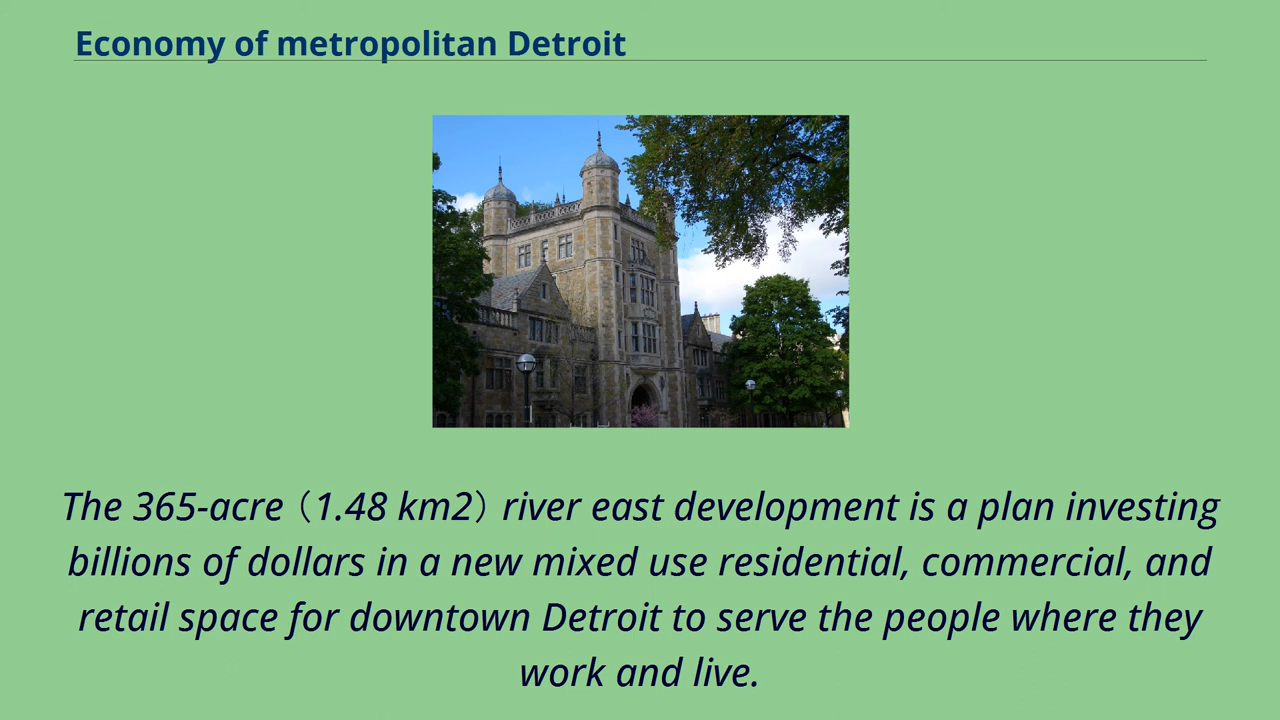 Economy of metropolitan Detroit
The 365-acre（1.48 km2）river east development is a plan investing
billions of dollars in a new mixed use residential, commercial, and
retail space for downtown Detroit to serve the people where they
work and live.